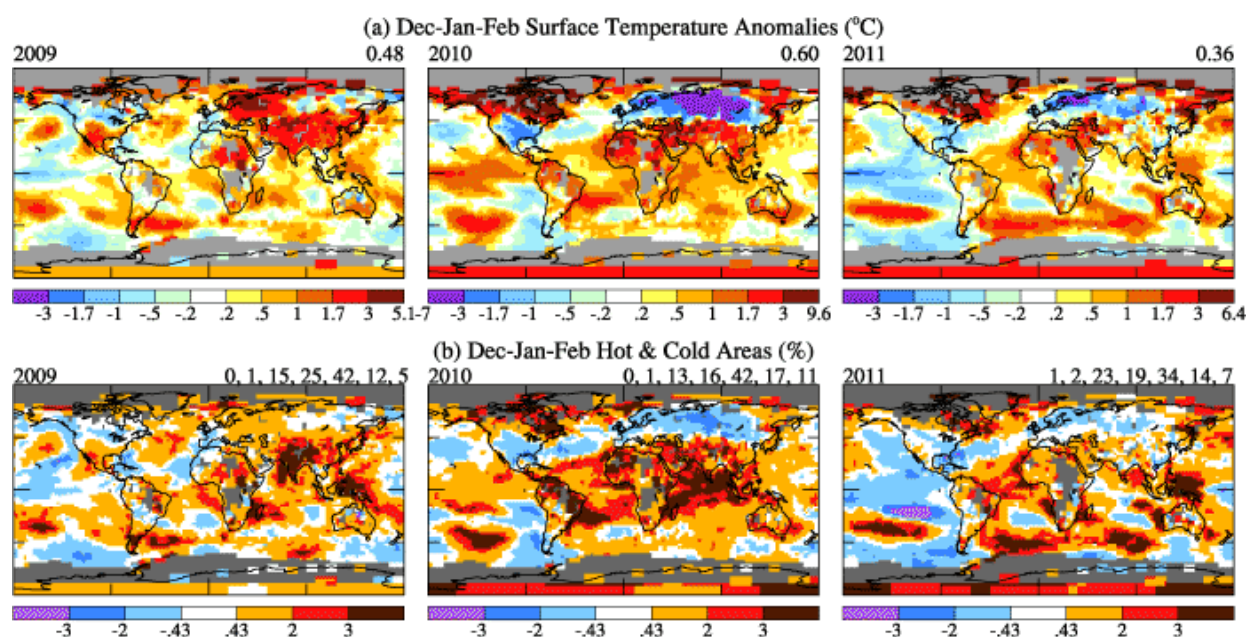 (a) Dec-Jan-Feb Surface Temperature Anomalies (°C)
2009 0.48 2010 0.60 2011 0.36
-3 -1.7 -1 -.5 -.2 .2 .5 1 1.7 3 5.1 -7 -3 -1.7 -1 -.5 -.2 .2 .5 1 1.7 3 9.6 -3 -1.7 -1 -.5 -.2 .2 .5 1 1.7 3 6.4
(b) Dec-Jan-Feb Hot & Cold Areas (%)
2009 0, 1, 15, 25, 42, 12, 5 2010 0, 1, 13, 16, 42, 17, 11 2011 1, 2, 23, 19, 34, 14, 7
-3 -2 -.43 .43 2 3 -3 -2 -.43 .43 2 3 -3 -2 -.43 .43 2 3